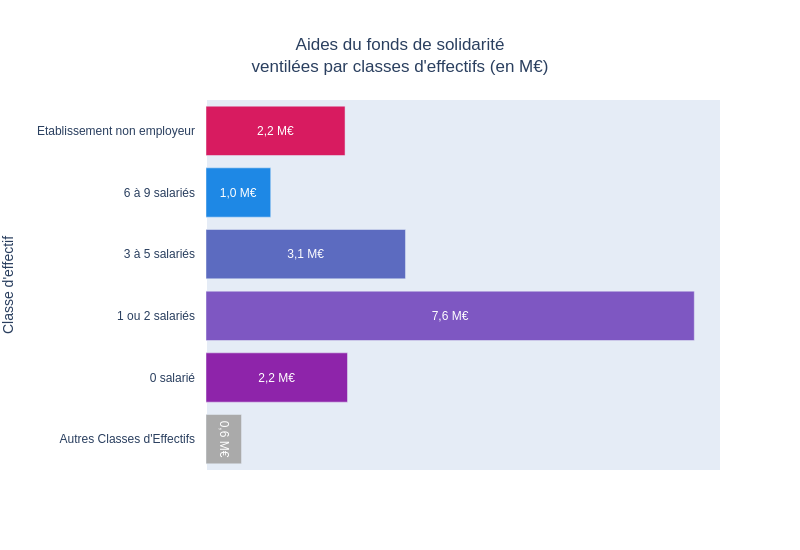 Aides du fonds de solidarité
ventilées par classes d'effectifs (en M€)
Classe d'effectif
Etablissement non employeur
2,2 M€
6 à 9 salariés
1,0 M€
3 à 5 salariés
3,1 M€
1 ou 2 salariés
7,6 M€
0 salarié
2,2 M€
Autres Classes d'Effectifs
0,6 M€